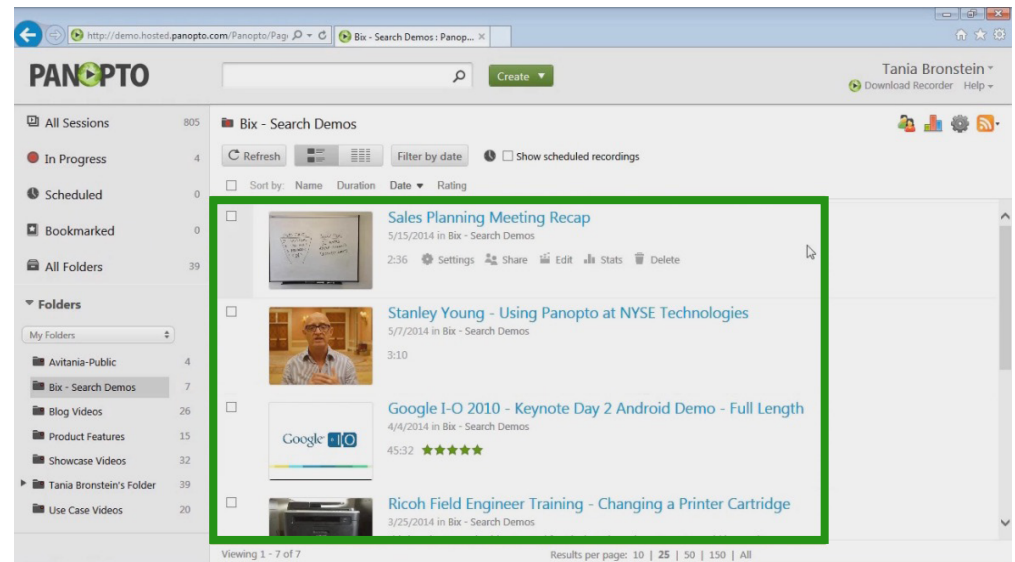 http://demo.hosted.panopto.com/Panopto/Pag
Bix - Search Demos : Panop...
PANOPTO
Create
Tania Bronstein
Download Recorder Help
All Sessions 805
In Progress 4
Scheduled 0
Bookmarked 0
All Folders 39
Folders
My Folders
Avitania-Public 4
Bix - Search Demos 7
Blog Videos 26
Product Features 15
Showcase Videos 32
Tania Bronstein's Folder 39
Use Case Videos 20
Bix - Search Demos
Refresh Filter by date Show scheduled recordings
Sort by: Name Duration Date Rating
Sales Planning Meeting Recap
5/15/2014 in Bix - Search Demos
2:36 Settings Share Edit Stats Delete
Stanley Young - Using Panopto at NYSE Technologies
5/7/2014 in Bix - Search Demos
3:10
Google I/O
Google I-O 2010 - Keynote Day 2 Android Demo - Full Length
4/4/2014 in Bix - Search Demos
45:32
Ricoh Field Engineer Training - Changing a Printer Cartridge
3/25/2014 in Bix - Search Demos
Viewing 1 - 7 of 7
Results per page: 10 | 25 | 50 | 150 | All